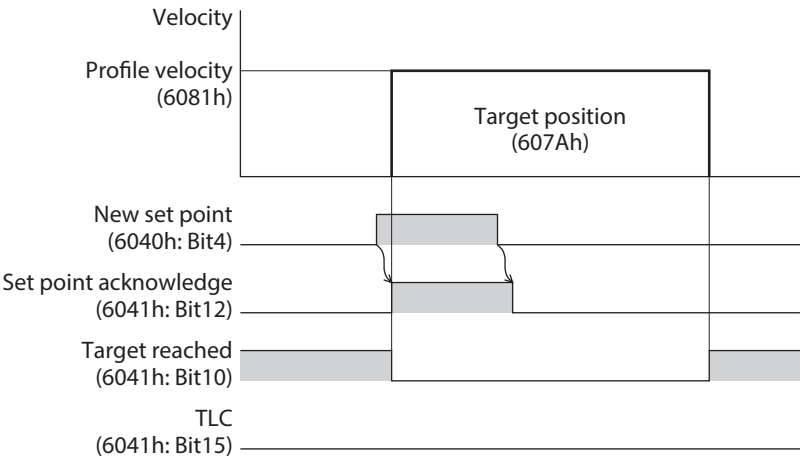 Velocity
Profile velocity
(6081h)
Target position
(607Ah)
New set point
(6040h: Bit4)
Set point acknowledge
(6041h: Bit12)
Target reached
(6041h: Bit10)
TLC
(6041h: Bit15)